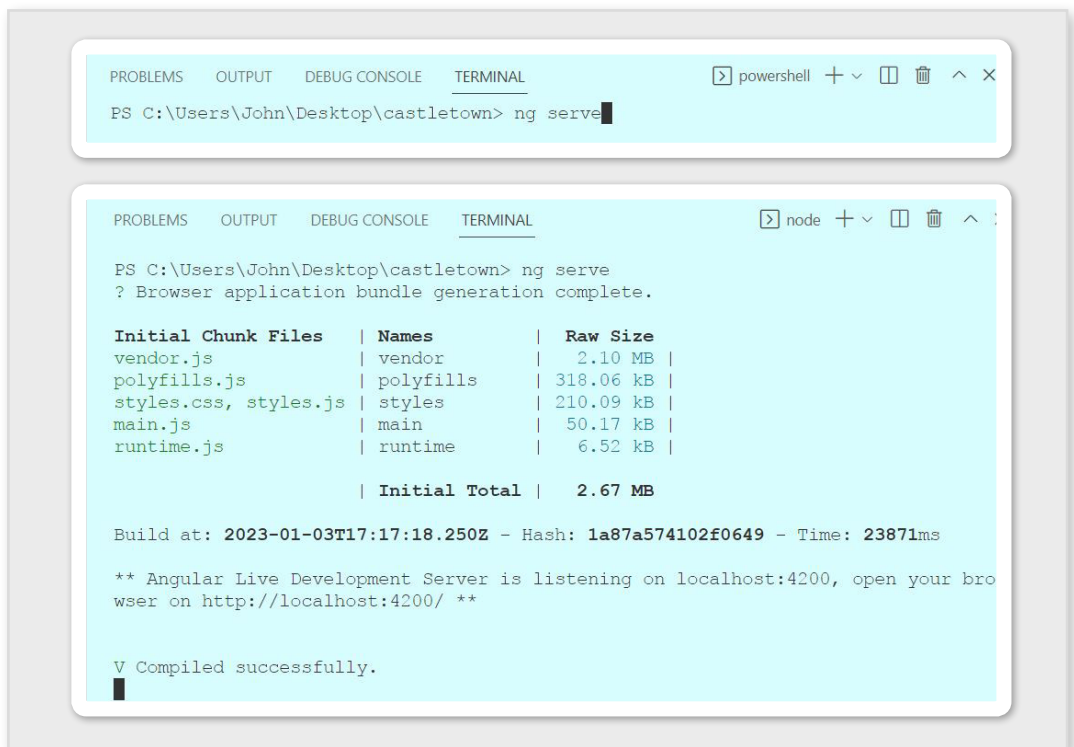 PROBLEMS OUTPUT DEBUG CONSOLE TERMINAL powershell
PS C:\Users\John\Desktop\castletown> ng serve
PROBLEMS OUTPUT DEBUG CONSOLE TERMINAL node
PS C:\Users\John\Desktop\castletown> ng serve
? Browser application bundle generation complete.
Initial Chunk Files | Names | Raw Size
vendor.js | vendor | 2.10 MB |
polyfills.js | polyfills | 318.06 kB |
styles.css, styles.js | styles | 210.09 kB |
main.js | main | 50.17 kB |
runtime.js | runtime | 6.52 kB |
| Initial Total | 2.67 MB
Build at: 2023-01-03T17:17:18.250Z - Hash: 1a87a574102f0649 - Time: 23871ms
** Angular Live Development Server is listening on localhost:4200, open your bro
wser on http://localhost:4200/ **
V Compiled successfully.